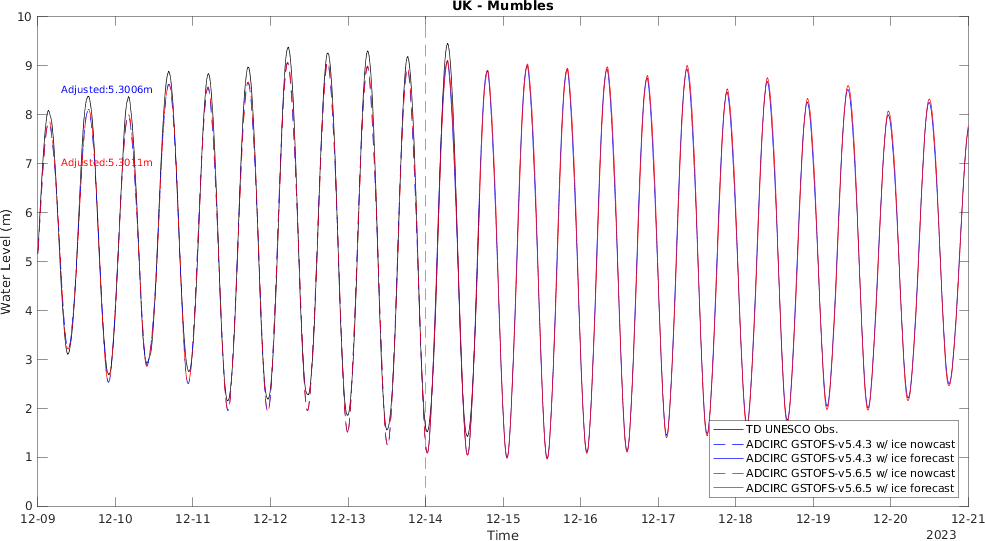 UK - Mumbles
10
9
8
7
6
5
4
3
2
1
0
Water Level (m)
Adjusted:5.3006m
Adjusted:5.3011m
TD UNESCO Obs.
ADCIRC GSTOFS-v5.4.3 w/ ice nowcast
ADCIRC GSTOFS-v5.4.3 w/ ice forecast
ADCIRC GSTOFS-v5.6.5 w/ ice nowcast
ADCIRC GSTOFS-v5.6.5 w/ ice forecast
12-09 12-10 12-11 12-12 12-13 12-14 12-15 12-16 12-17 12-18 12-19 12-20 12-21
Time
2023